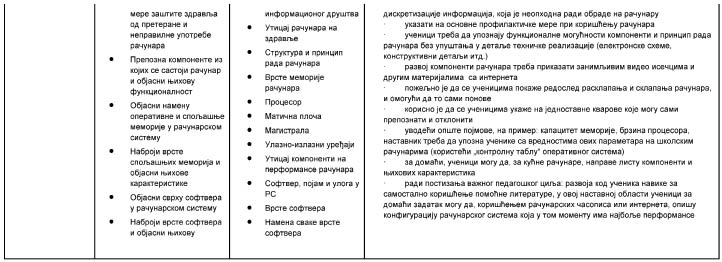 мере заштите здравља
од претеране и
неправилне употребе
рачунара
● Препозна компоненте из
којих се састоји рачунар
и објасни њихову
функционалност
● Објасни намену
оперативне и спољашње
меморије у рачунарском
систему
● Наброји врсте
спољашњих меморија и
објасни њихове
карактеристике
● Објасни сврху софтвера
у рачунарском систему
● Наброји врсте софтвера
и објасни њихову
информационог друштва
● Утицај рачунара на
здравље
● Структура и принцип
рада рачунара
● Врсте меморије
рачунара
● Процесор
● Матична плоча
● Магистрала
● Улазно-излазни уређаји
● Утицај компоненти на
перформансе рачунара
● Софтвер, појам и улога у
РС
● Врсте софтвера
● Намена сваке врсте
софтвера
дискретизације информација, која је неопходна ради обраде на рачунару
· указати на основне профилактичке мере при коришћењу рачунара
· ученици треба да упознају функционалне могућности компоненти и принцип рада
рачунара без упуштања у детаље техничке реализације (електронске схеме,
конструктивни детаљи итд.)
· развој компоненти рачунара треба приказати занимљивим видео исечцима и
другим материјалима са интернета
· пожељно је да се ученицима покаже редослед расклапања и склапања рачунара,
и омогући да то сами понове
· корисно је да се ученицима укаже на једноставне кварове које могу сами
препознати и отклонити
· уводећи опште појмове, на пример: капацитет меморије, брзина процесора,
наставник треба да упозна ученике са вредностима ових параметара на школским
рачунарима (користећи „контролну таблу“ оперативног система)
· за домаћи, ученици могу да, за кућне рачунаре, направе листу компоненти и
њихових карактеристика
· ради постизања важног педагошког циља: развоја код ученика навике за
самостално коришћење помоћне литературе, у овој наставној области ученици за
домаћи задатак могу да, коришћењем рачунарских часописа или интернета, опишу
конфигурацију рачунарског система која у том моменту има најбоље перформансе